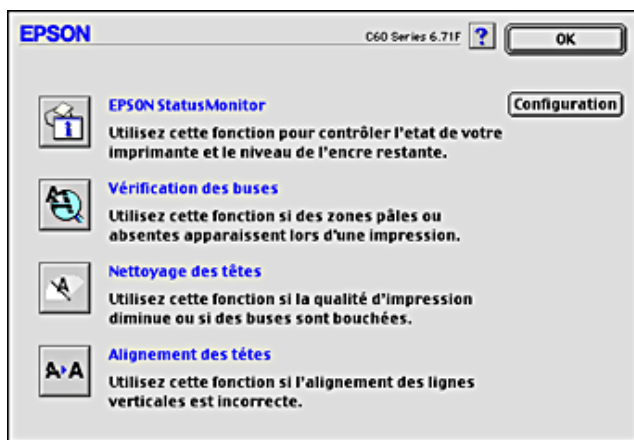 EPSON
C60 Series 6.71F ? OK
EPSON StatusMonitor
Configuration
Utilisez cette fonction pour contrôler l'etat de votre
imprimante et le niveau de l'encre restante.
Vérification des buses
Utilisez cette fonction si des zones pâles ou
absentes apparaissent lors d'une impression.
Nettoyage des têtes
Utilisez cette fonction si la qualité d'impression
diminue ou si des buses sont bouchées.
Alignement des tétes
Utilisez cette fonction si l'alignement des lignes
verticales est incorrecte.